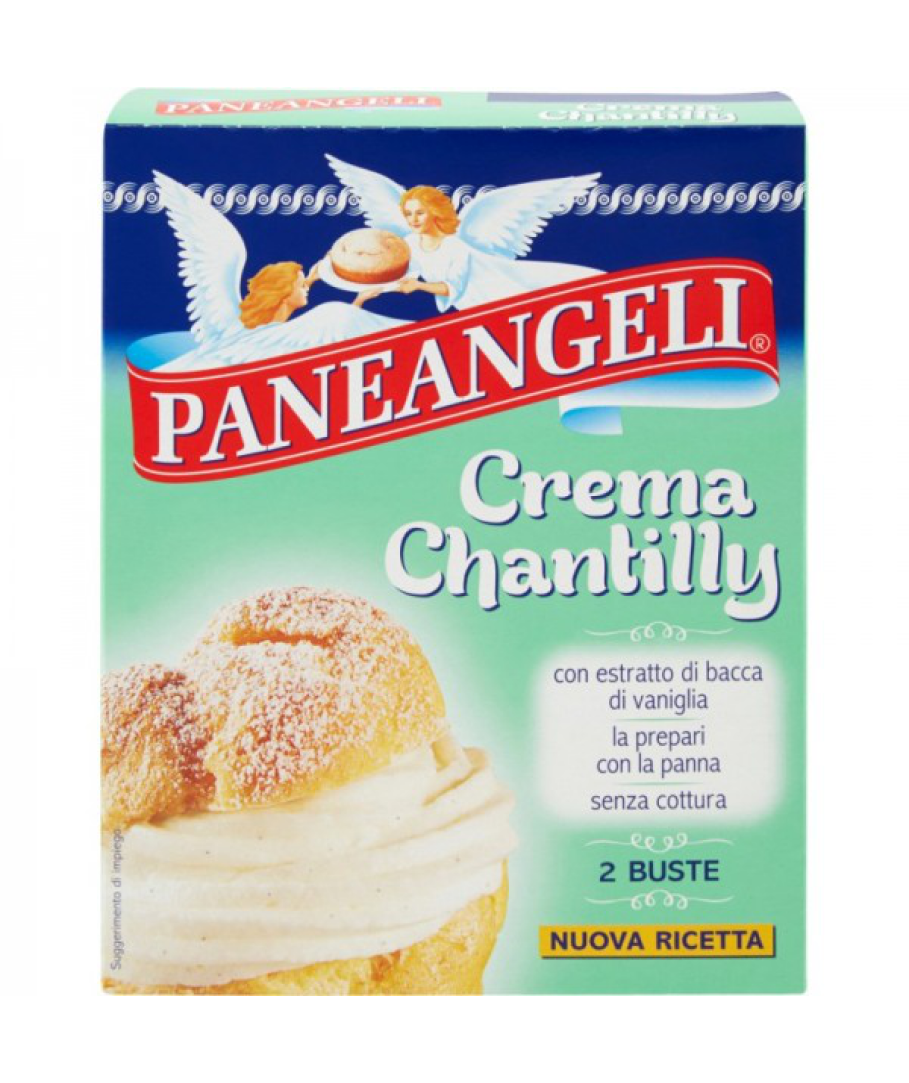 PANEANGELI
Crema
Chantilly
PANEANGELI®
Crema
Chantilly
con estratto di bacca
di vaniglia
la prepari
con la panna
senza cottura
2 BUSTE
NUOVA RICETTA
Suggerimento di impiego